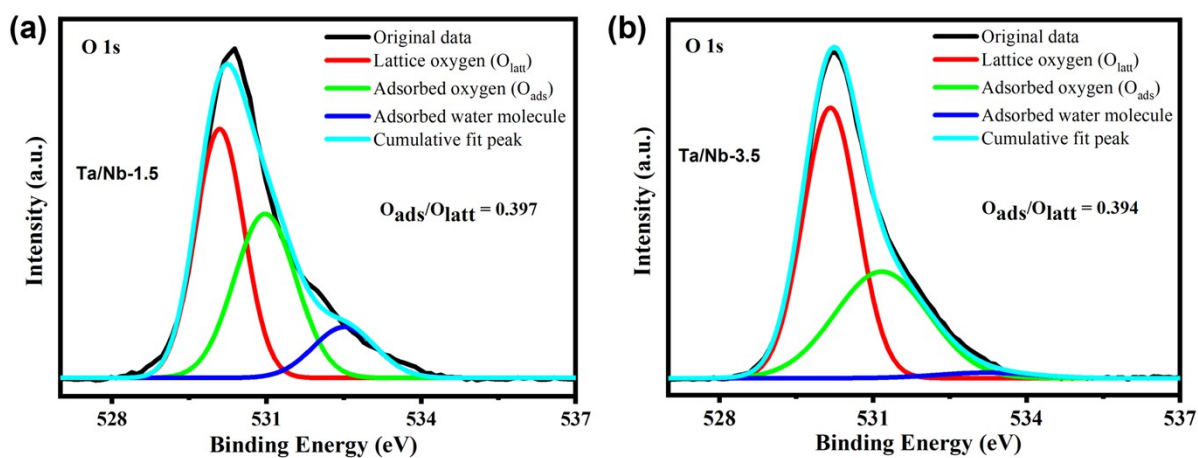 (a)
O 1s
Original data
Lattice oxygen (Olatt)
Adsorbed oxygen (Oads)
Adsorbed water molecule
Cumulative fit peak
Ta/Nb-1.5
Oads/Olatt = 0.397
Intensity (a.u.)
528 531 534 537
Binding Energy (eV)
(b)
O 1s
Original data
Lattice oxygen (Olatt)
Adsorbed oxygen (Oads)
Adsorbed water molecule
Cumulative fit peak
Ta/Nb-3.5
Oads/Olatt = 0.394
Intensity (a.u.)
528 531 534 537
Binding Energy (eV)